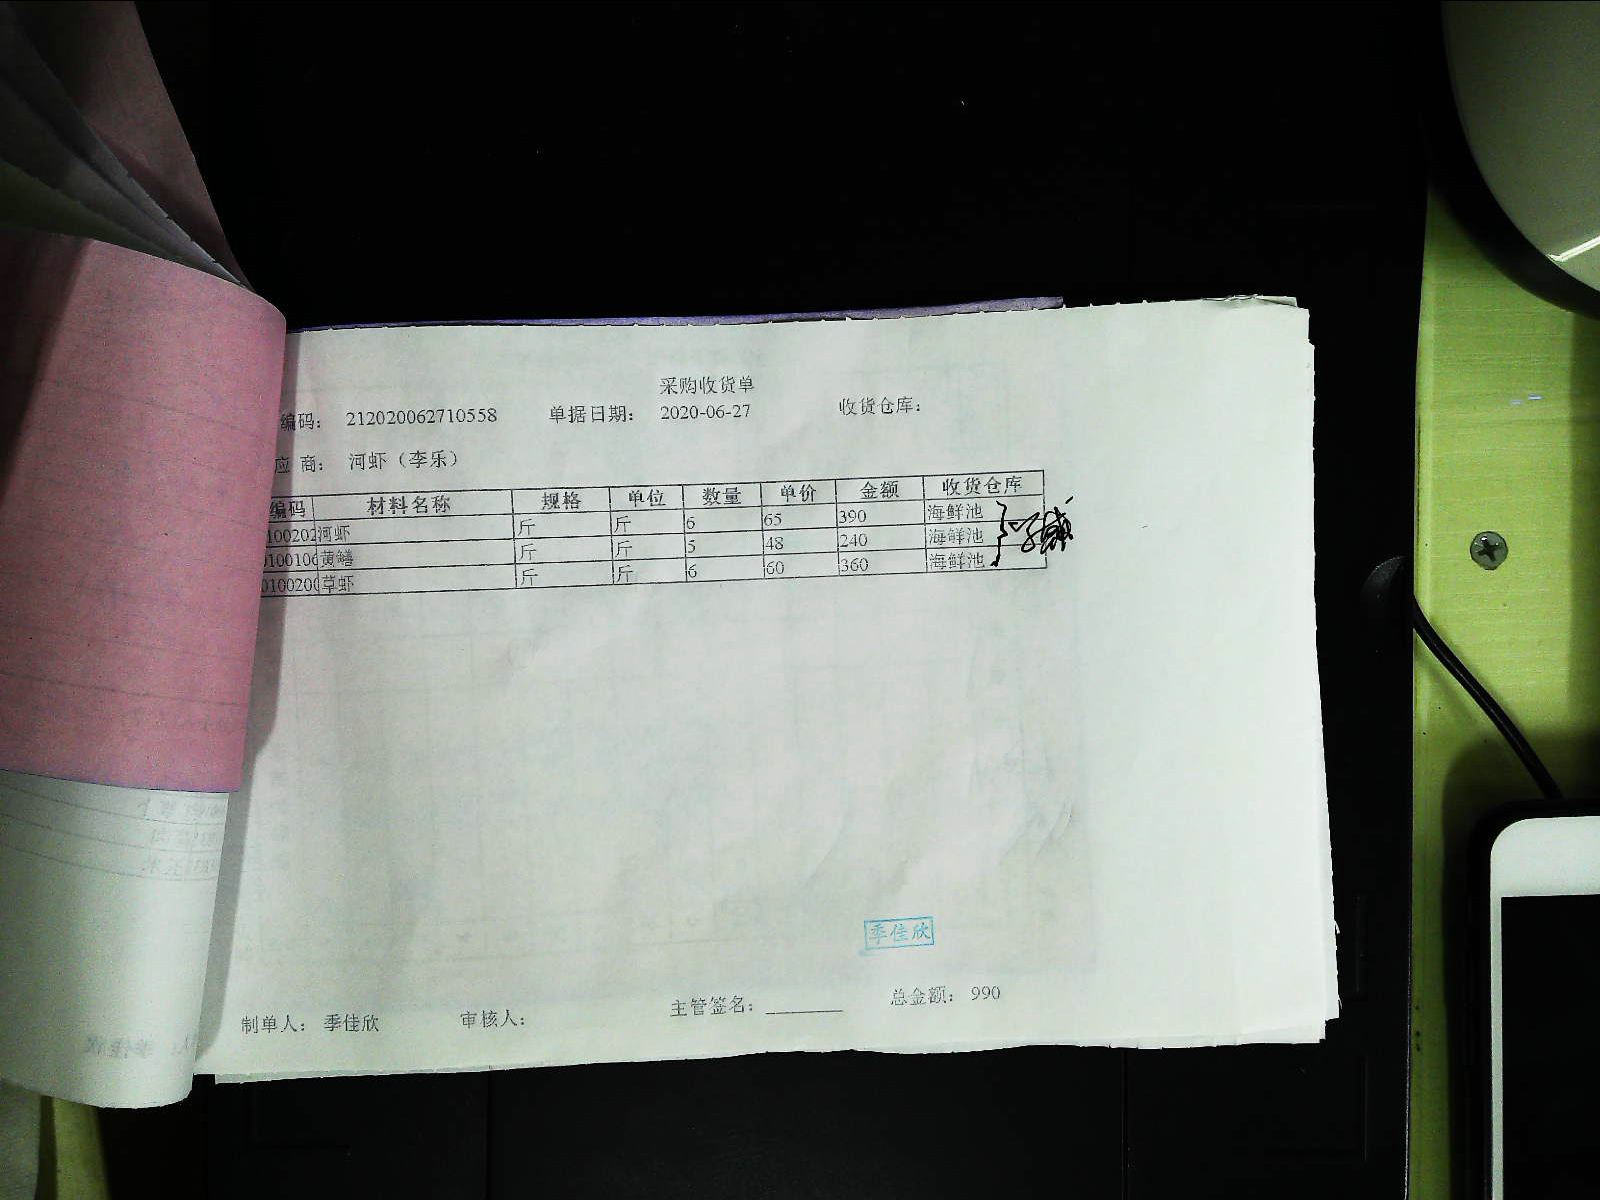 采购收货单
编码： 212020062710558 单据日期： 2020-06-27 收货仓库：
应 商： 河虾（李乐）
编码 材料名称 规格 单位 数量 单价 金额 收货仓库
100202 河虾 斤 斤 6 65 390 海鲜池
0100106 黄鳝 斤 斤 5 48 240 海鲜池
0100200 草虾 斤 斤 6 60 360 海鲜池
季佳欣
制单人： 季佳欣 审核人： 主管签名：________ 总金额： 990